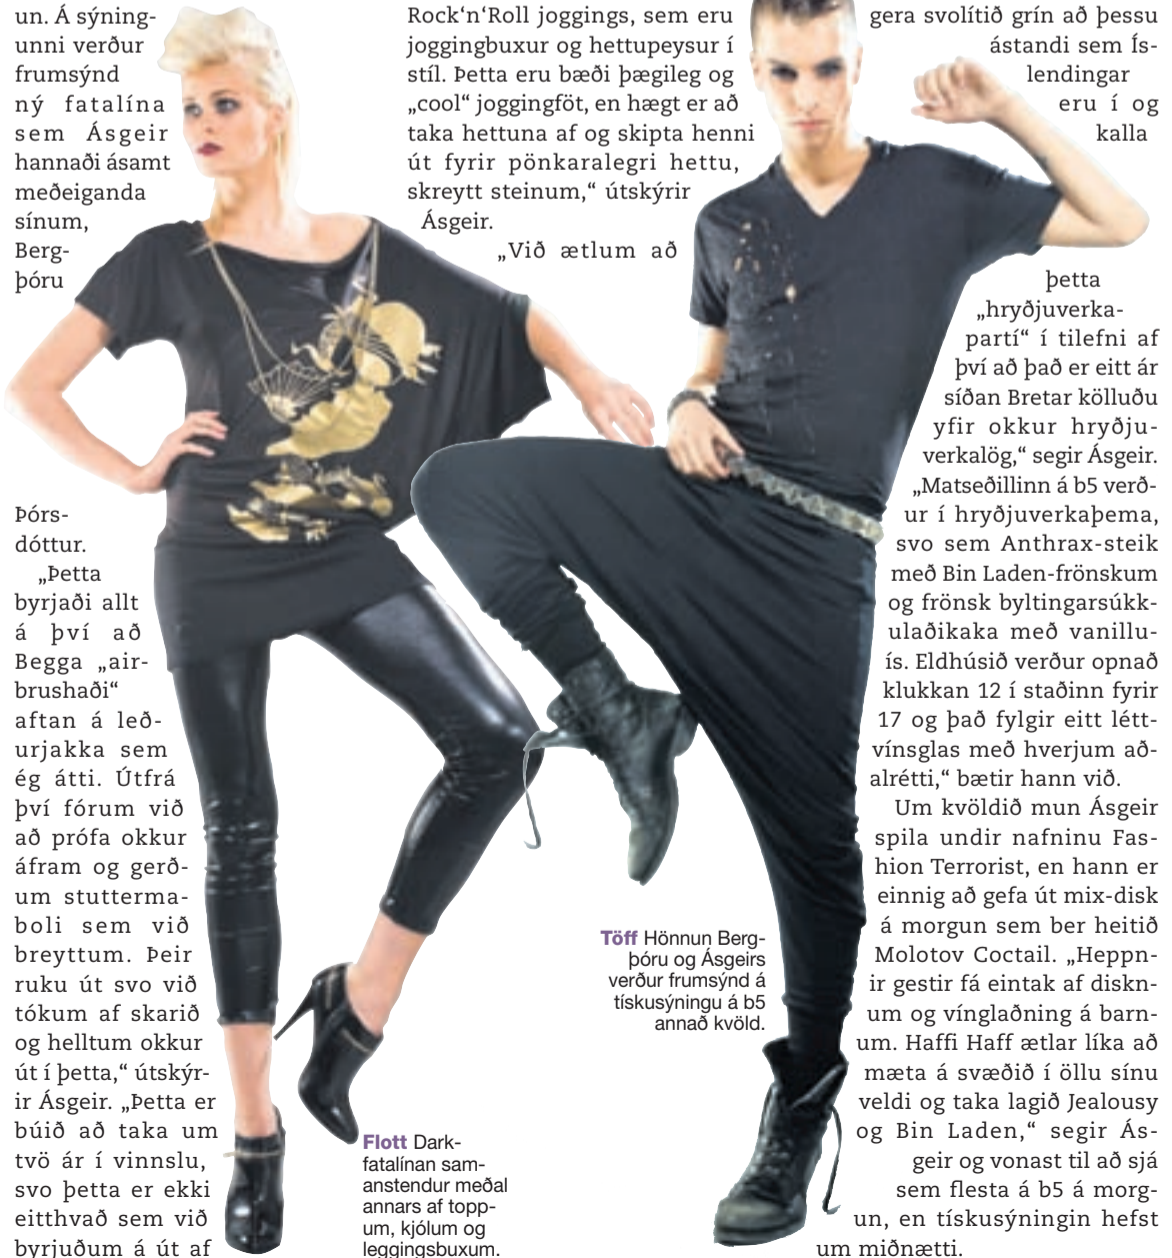 un. Á sýning-
unni verður
frumsýnd
ný fatalína
sem Ásgeir
hannaði ásamt
meðeiganda
sínum,
Berg-
þóru
Þórs-
dóttur.
„Þetta
byrjaði allt
á því að
Begga „air-
brushaði“
aftan á leð-
urjakka sem
ég átti. Útfrá
því fórum við
að prófa okkur
áfram og gerð-
um stutterma-
boli sem við
breyttum. Þeir
ruku út svo við
tókum af skarið
og helltum okkur
út í þetta,“ útskýr-
ir Ásgeir. „Þetta er
búið að taka um
tvö ár í vinnslu,
svo þetta er ekki
eitthvað sem við
byrjuðum á út af
Rock‘n‘Roll joggings, sem eru
joggingbuxur og hettupeysur í
stíl. Þetta eru bæði þægileg og
„cool“ joggingföt, en hægt er að
taka hettuna af og skipta henni
út fyrir pönkaralegri hettu,
skreytt steinum,“ útskýrir
Ásgeir.
„Við ætlum að
gera svolítið grín að þessu
ástandi sem Ís-
lendingar
eru í og
kalla
þetta
„hryðjuverka-
partí“ í tilefni af
því að það er eitt ár
síðan Bretar kölluðu
yfir okkur hryðju-
verkalög,“ segir Ásgeir.
„Matseðillinn á b5 verð-
ur í hryðjuverkaþema,
svo sem Anthrax-steik
með Bin Laden-frönskum
og frönsk byltingarsúkk-
ulaðikaka með vanillu-
ís. Eldhúsið verður opnað
klukkan 12 í staðinn fyrir
17 og það fylgir eitt létt-
vínsglas með hverjum að-
alrétti,“ bætir hann við.
Um kvöldið mun Ásgeir
spila undir nafninu Fas-
hion Terrorist, en hann er
einnig að gefa út mix-disk
á morgun sem ber heitið
Molotov Coctail. „Heppn-
ir gestir fá eintak af diskn-
um og vínglaðning á barn-
um. Haffi Haff ætlar líka að
mæta á svæðið í öllu sínu
veldi og taka lagið Jealousy
og Bin Laden,“ segir Ás-
geir og vonast til að sjá
sem flesta á b5 á morg-
un, en tískusýningin hefst
um miðnætti.
Töff Hönnun Berg-
þóru og Ásgeirs
verður frumsýnd á
tískusýningu á b5
annað kvöld.
Flott Dark-
fatalínan sam-
anstendur meðal
annars af topp-
um, kjólum og
leggingsbuxum.